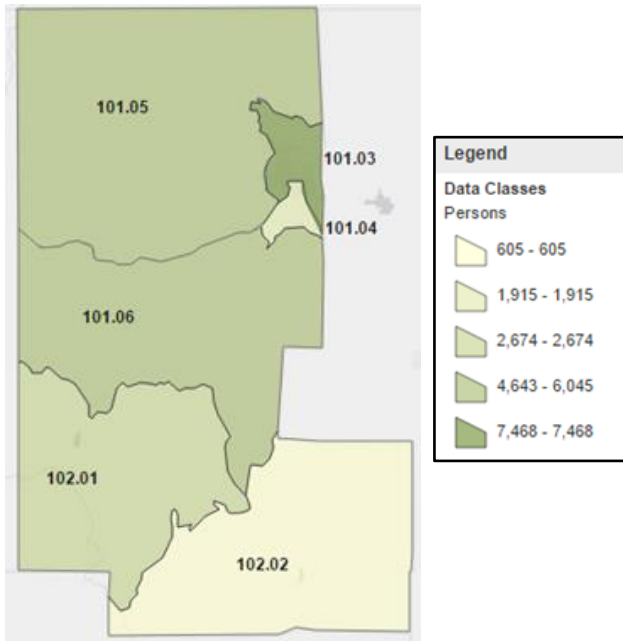 101.05
101.03
101.04
101.06
102.01
102.02
Legend
Data Classes
Persons
605 - 605
1,915 - 1,915
2,674 - 2,674
4,643 - 6,045
7,468 - 7,468